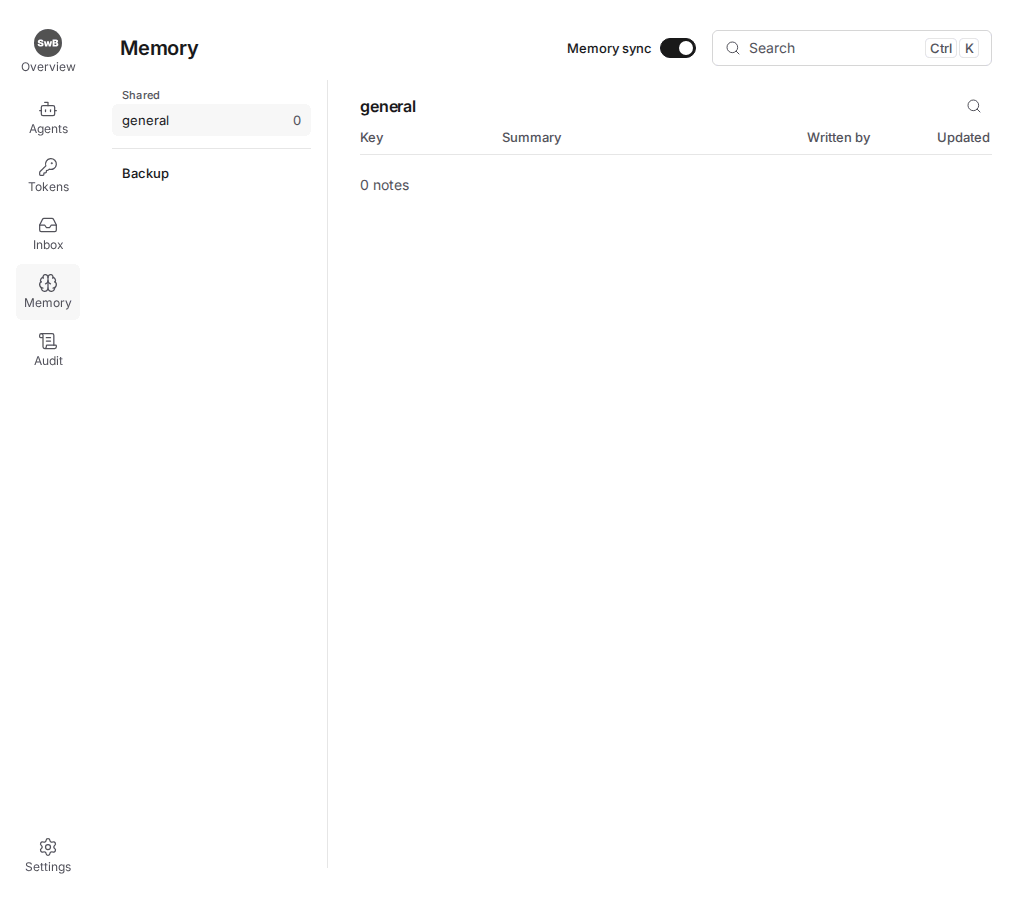 SwB
Overview
Agents
Tokens
Inbox
Memory
Audit
Settings
Memory
Memory sync
Search
Ctrl K
Shared
general 0
Backup
general
Key Summary Written by Updated
0 notes